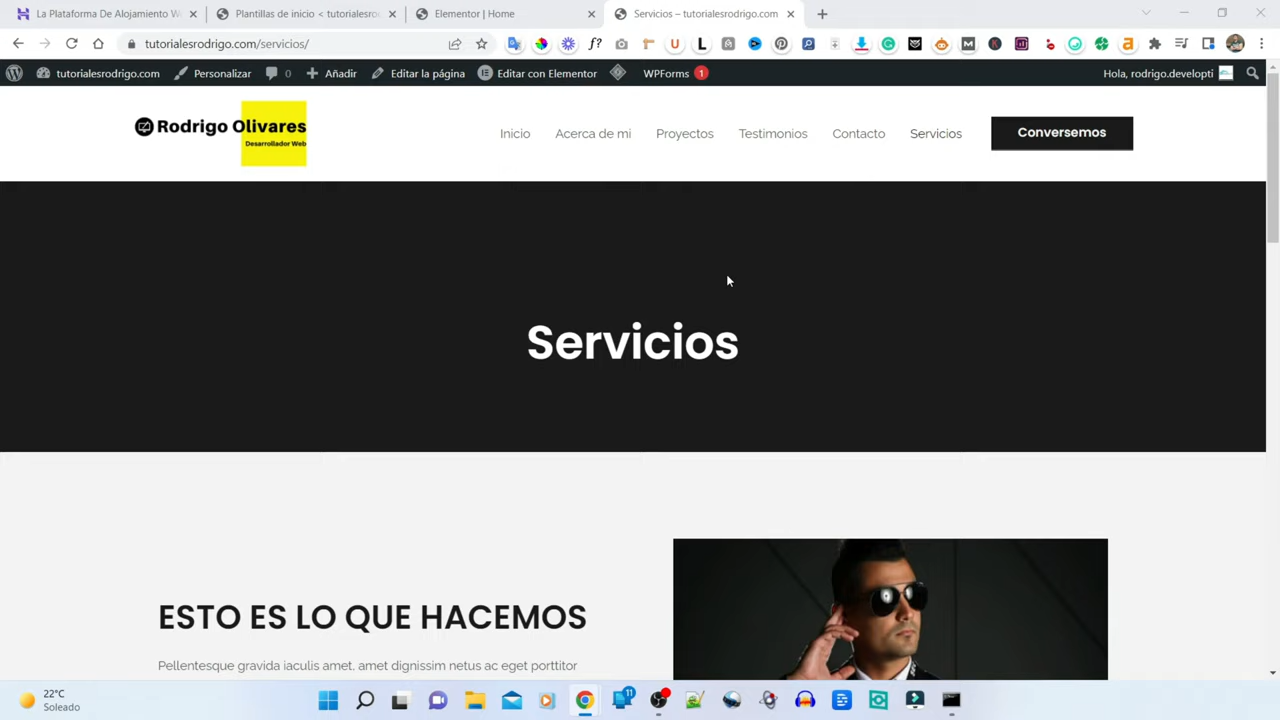 La Plataforma De Alojamiento W
Plantillas de inicio < tutorialesro
Elementor | Home
Servicios – tutorialesrodrigo.com
tutorialesrodrigo.com/servicios/
tutorialesrodrigo.com
Personalizar
0
Añadir
Editar la página
Editar con Elementor
WPForms 1
Hola, rodrigo.developti
Rodrigo Olivares
Desarrollador Web
Inicio
Acerca de mi
Proyectos
Testimonios
Contacto
Servicios
Conversemos
Servicios
ESTO ES LO QUE HACEMOS
Pellentesque gravida iaculis amet, amet dignissim netus ac eget porttitor
22°C
Soleado
11